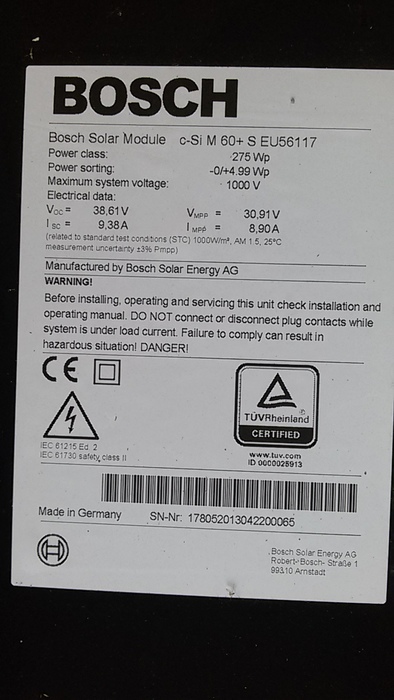 BOSCH
Bosch Solar Module c-Si M 60+ S EU56117
Power class: 275 Wp
Power sorting: -0/+4.99 Wp
Maximum system voltage: 1000 V
Electrical data:
VOC = 38,61V VMPP = 30,91V
ISC = 9,38A IMPP = 8,90A
(related to standard test conditions (STC) 1000W/m², AM 1.5, 25°C
measurement uncertainty ±3% Pmpp)
Manufactured by Bosch Solar Energy AG
WARNING!
Before installing, operating and servicing this unit check installation and
operating manual. DO NOT connect or disconnect plug contacts while
system is under load current. Failure to comply can result in
hazardous situation! DANGER!
CE
TÜVRheinland
CERTIFIED
IEC 61215 Ed. 2
IEC 61730 safety class II
www.tuv.com
ID 0000025913
Made in Germany SN-Nr: 178052013042200065
Bosch Solar Energy AG
Robert-Bosch- Straße 1
99310 Arnstadt